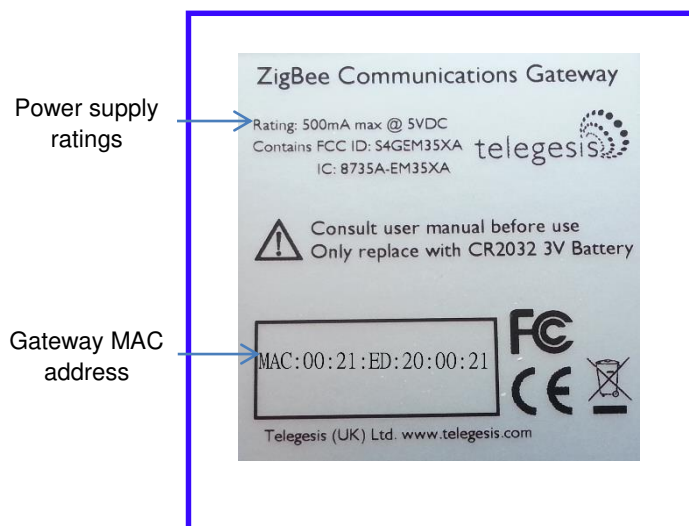 ZigBee Communications Gateway
Power supply
ratings
Rating: 500mA max @ 5VDC
Contains FCC ID: S4GEM35XA
IC: 8735A-EM35XA
telegesis
Consult user manual before use
Only replace with CR2032 3V Battery
Gateway MAC
address
MAC:00:21:ED:20:00:21
FC
CE
Telegesis (UK) Ltd. www.telegesis.com